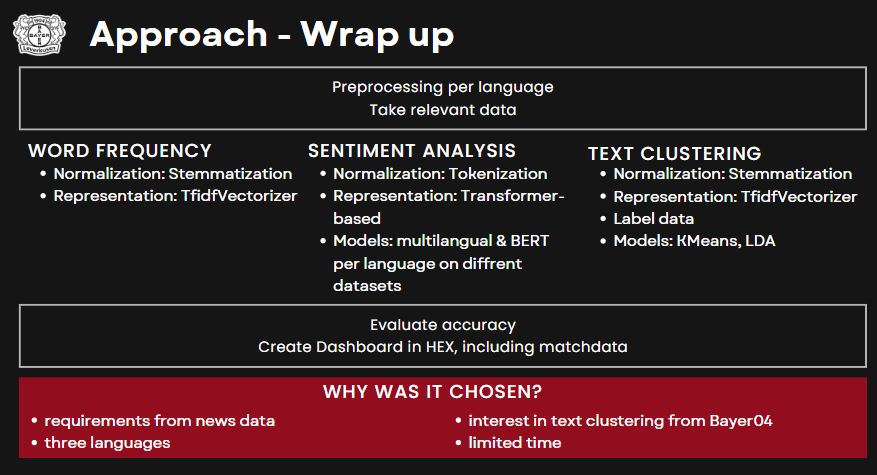 Approach - Wrap up
1904
BAYER
Leverkusen
Preprocessing per language
Take relevant data
WORD FREQUENCY
• Normalization: Stemmatization
• Representation: TfidfVectorizer
SENTIMENT ANALYSIS
• Normalization: Tokenization
• Representation: Transformer-
based
• Models: multilangual & BERT
per language on diffrent
datasets
TEXT CLUSTERING
• Normalization: Stemmatization
• Representation: TfidfVectorizer
• Label data
• Models: KMeans, LDA
Evaluate accuracy
Create Dashboard in HEX, including matchdata
WHY WAS IT CHOSEN?
• requirements from news data
• three languages
• interest in text clustering from Bayer04
• limited time